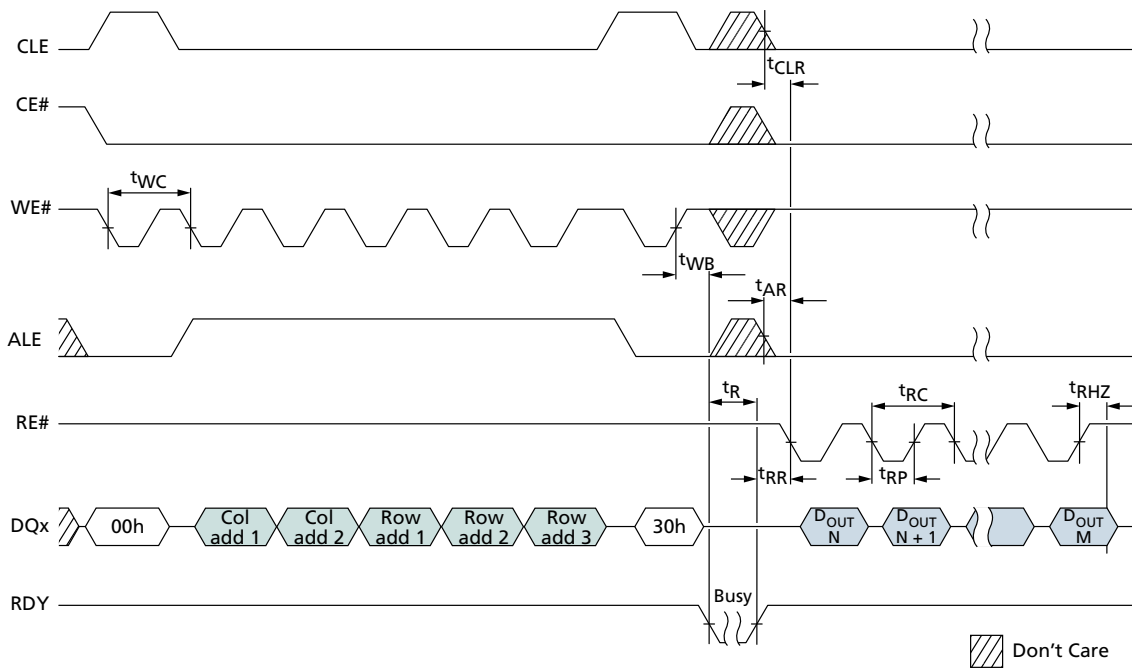 CLE
tCLR
CE#
tWC
WE#
tWB
tAR
ALE
tR
tRC
tRHZ
RE#
tRR
tRP
DQx
00h
Col
add 1
Col
add 2
Row
add 1
Row
add 2
Row
add 3
30h
DOUT
N
DOUT
N + 1
DOUT
M
RDY
Busy
Don't Care